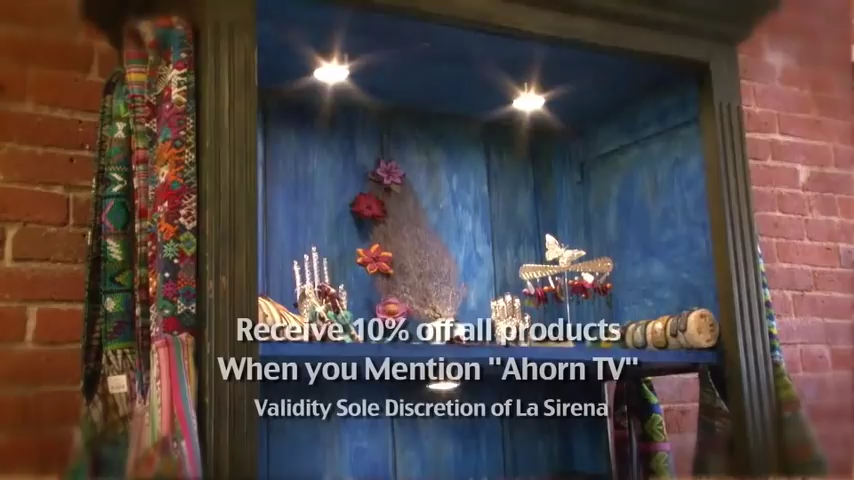 Receive 10% off all products
When you Mention "Ahorn TV"
Validity Sole Discretion of La Sirena